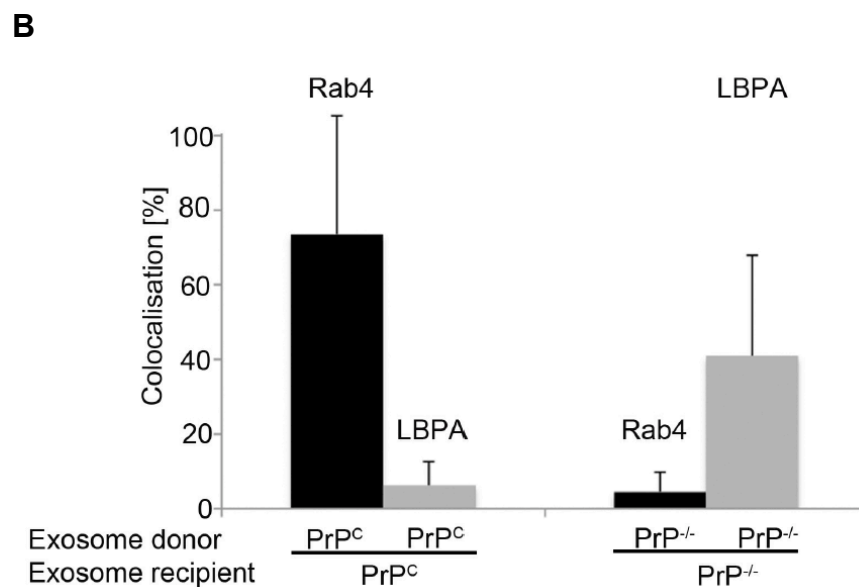 B
Rab4
LBPA
100
80
60
40
20
0
Colocalisation [%]
LBPA
Rab4
Exosome donor PrPᶜ PrPᶜ PrP⁻/⁻ PrP⁻/⁻
Exosome recipient PrPᶜ PrP⁻/⁻